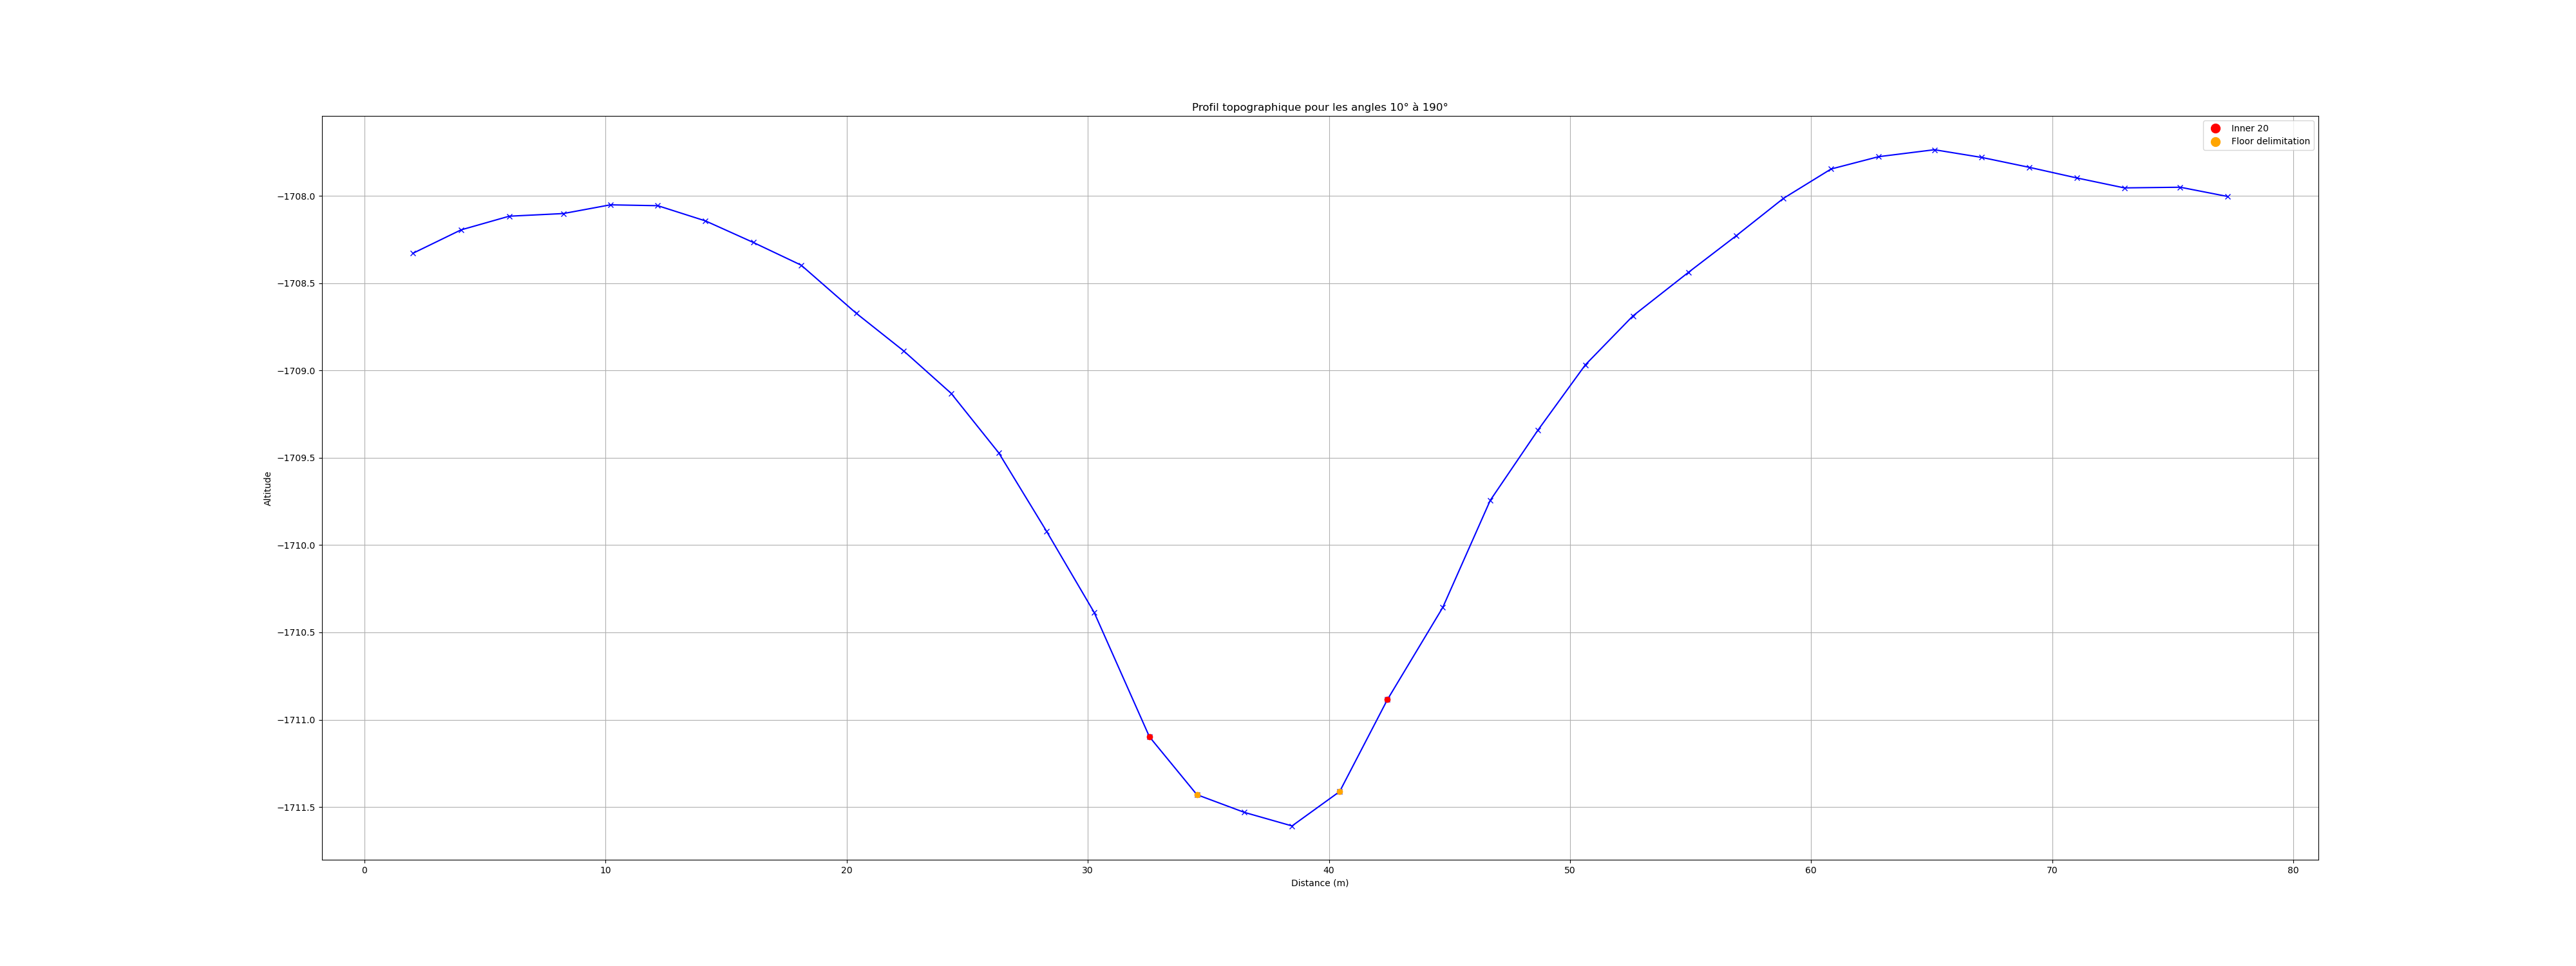 Profil topographique pour les angles 10° à 190°
Inner 20
Floor delimitation
Altitude
−1708.0
−1708.5
−1709.0
−1709.5
−1710.0
−1710.5
−1711.0
−1711.5
0 10 20 30 40 50 60 70 80
Distance (m)